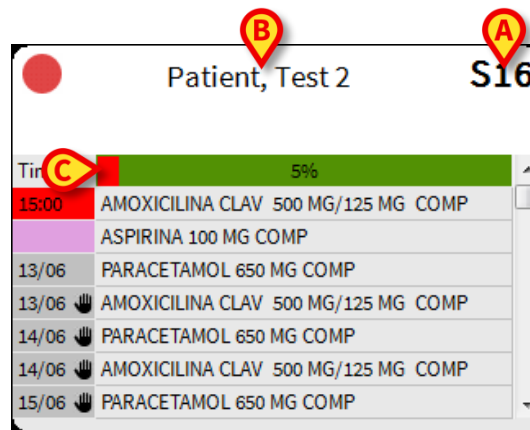 B
A
Patient, Test 2
S16
C
5%
15:00 AMOXICILINA CLAV 500 MG/125 MG COMP
ASPIRINA 100 MG COMP
13/06 PARACETAMOL 650 MG COMP
13/06 AMOXICILINA CLAV 500 MG/125 MG COMP
14/06 PARACETAMOL 650 MG COMP
14/06 AMOXICILINA CLAV 500 MG/125 MG COMP
15/06 PARACETAMOL 650 MG COMP